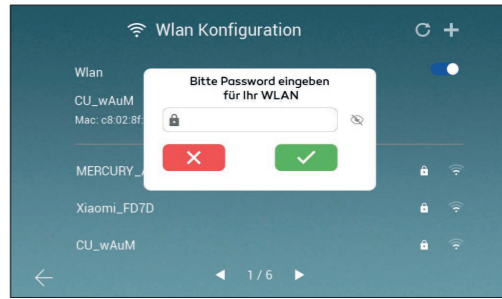 Wlan Konfiguration
Wlan
CU_wAuM
Mac: c8:02:8f:
Bitte Password eingeben
für Ihr WLAN
MERCURY_
Xiaomi_FD7D
CU_wAuM
1/6